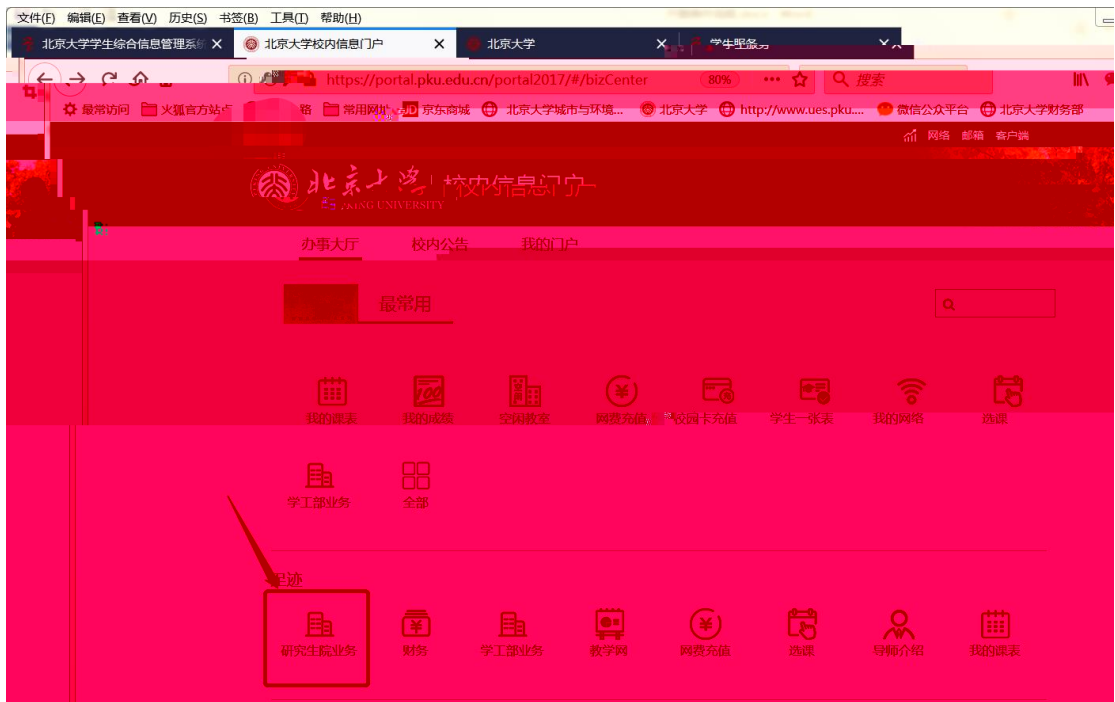 文件(F) 编辑(E) 查看(V) 历史(S) 书签(B) 工具(T) 帮助(H)
北京大学学生综合信息管理系统 北京大学校内信息门户 北京大学
https://portal.pku.edu.cn/portal2017/#/bizCenter 80% 搜索
最常访问 火狐官方站点 常用网址 JD 京东商城 北京大学城市与环境... 北京大学 http://www.ues.pku.... 微信公众平台 北京大学财务部
网络 邮箱 客户端
北京大学 校内信息门户
UNIVERSITY
办事大厅 校内公告 我的门户
最常用
100
我的课表 我的成绩 空闲教室 网费充值 校园卡充值 学生一张表 我的网络 选课
学工部业务 全部
足迹
研究生院业务 财务 学工部业务 教学网 网费充值 选课 导师介绍 我的课表